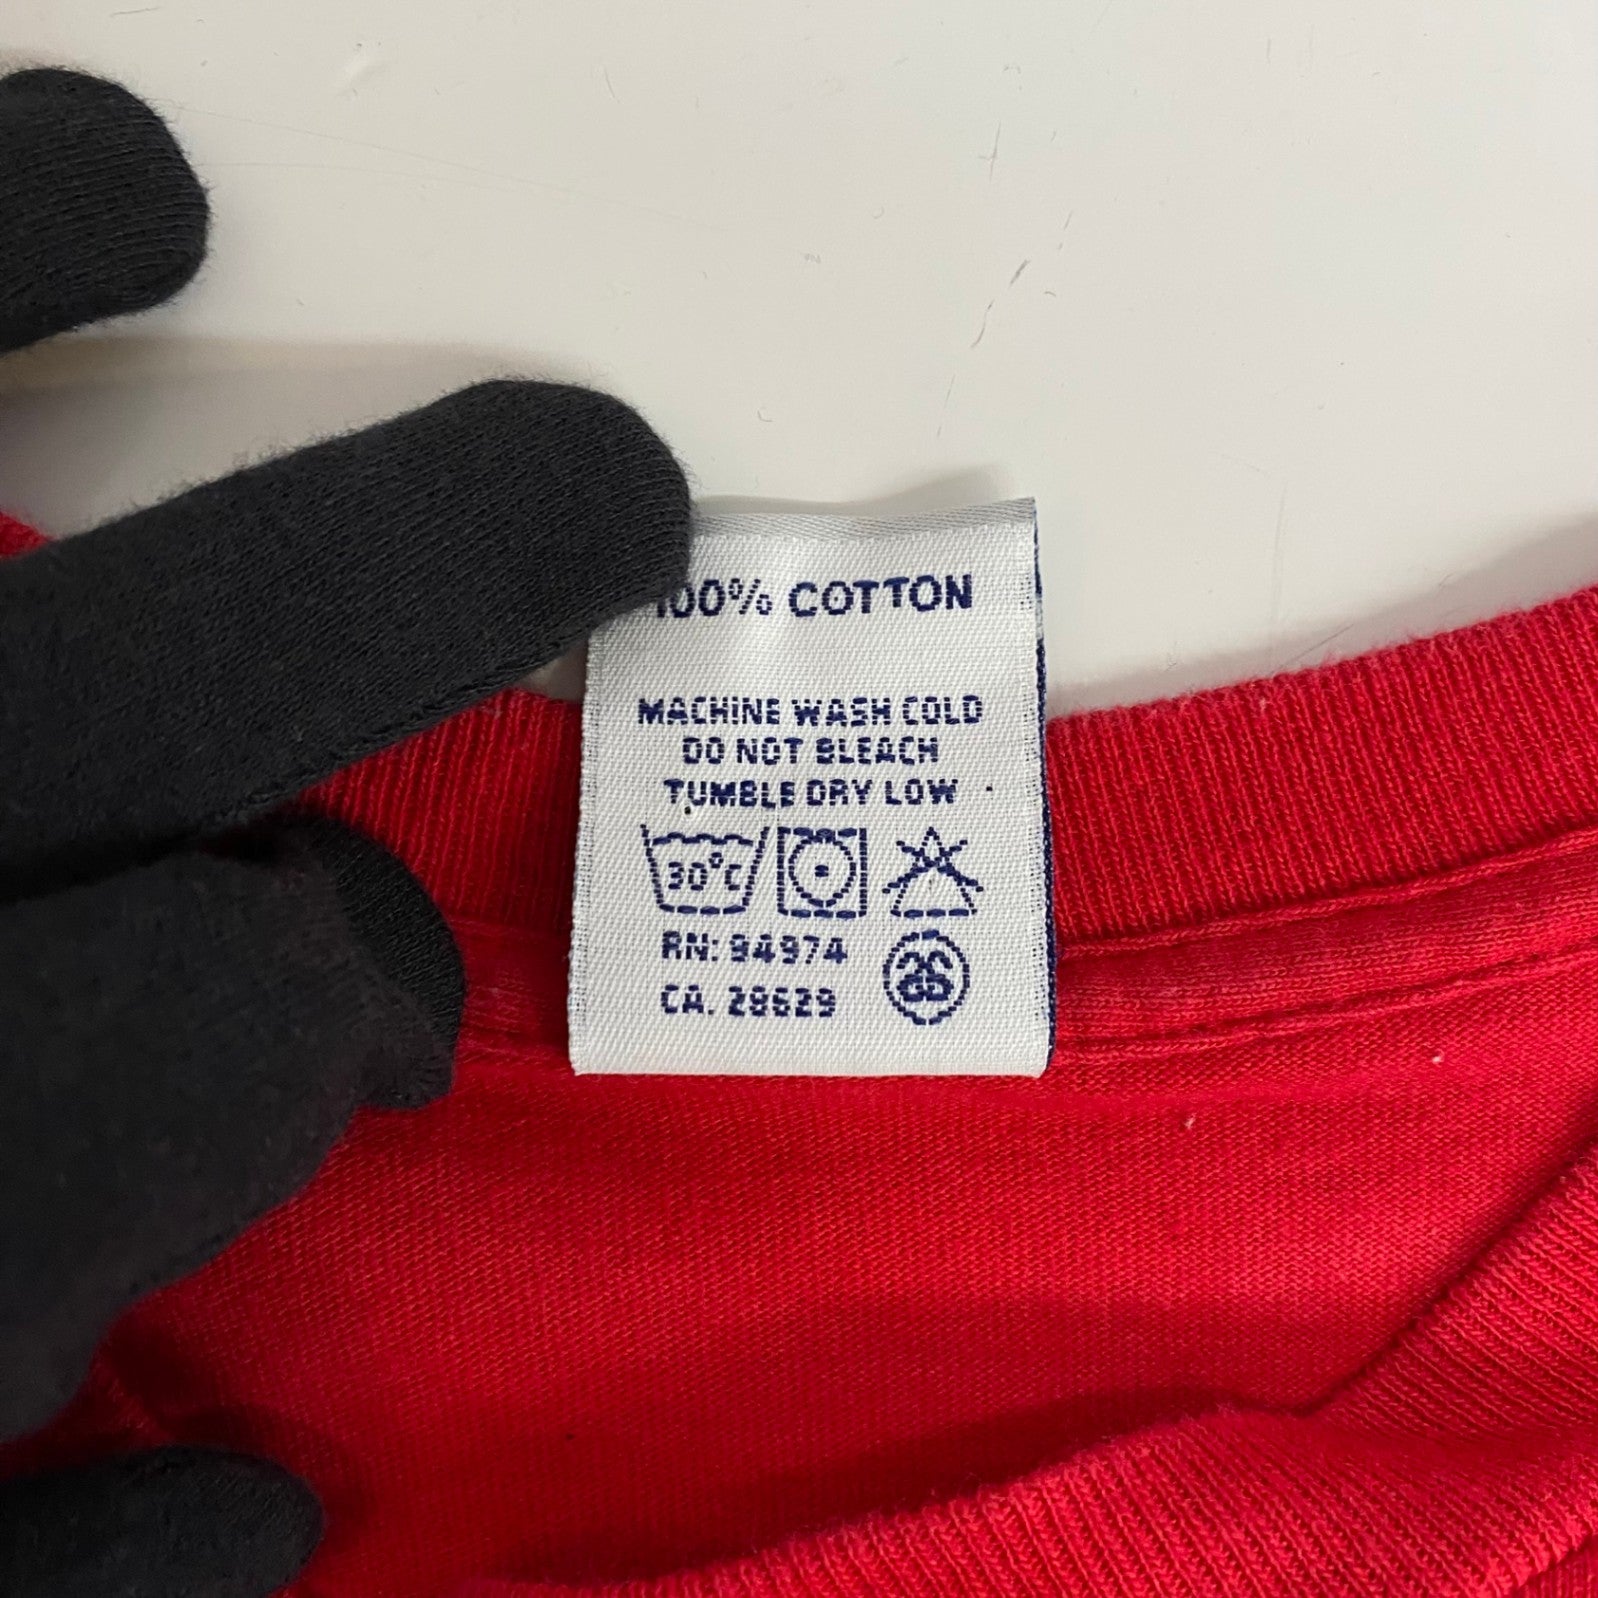 100% COTTON
MACHINE WASH COLD
DO NOT BLEACH
TUMBLE DRY LOW
30°C
RN: 94974
CA. 28629